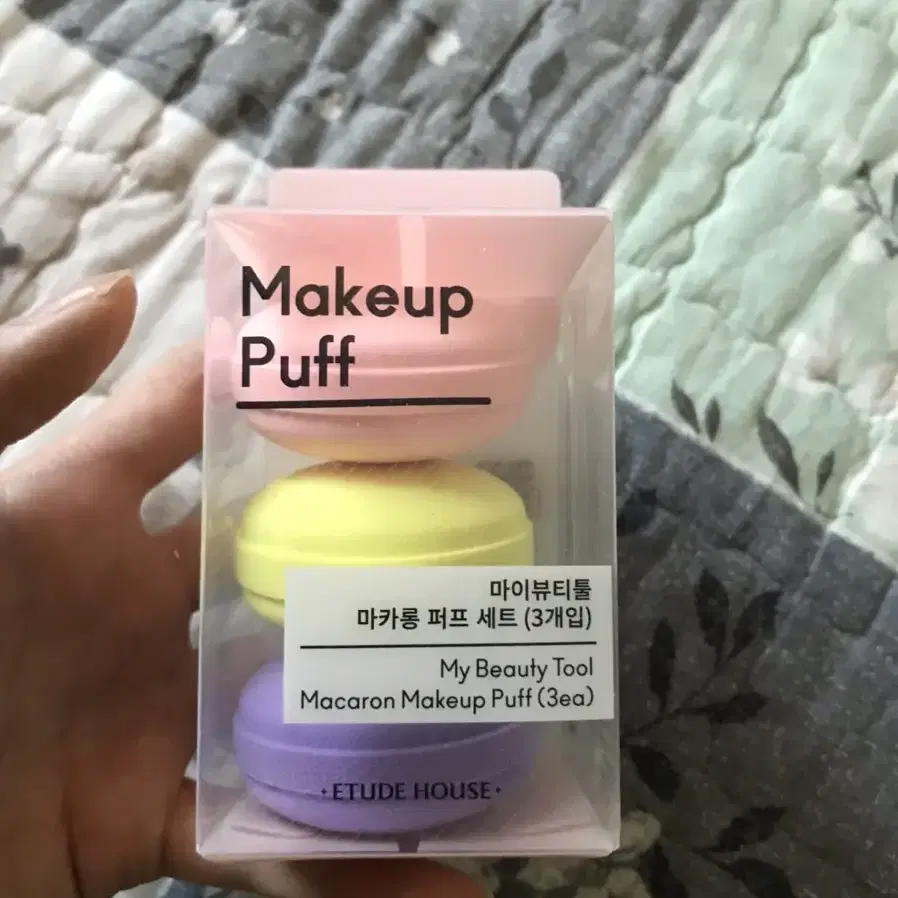 Makeup
Puff
마이뷰티툴
마카롱 퍼프 세트 (3개입)
My Beauty Tool
Macaron Makeup Puff (3ea)
·ETUDE HOUSE·